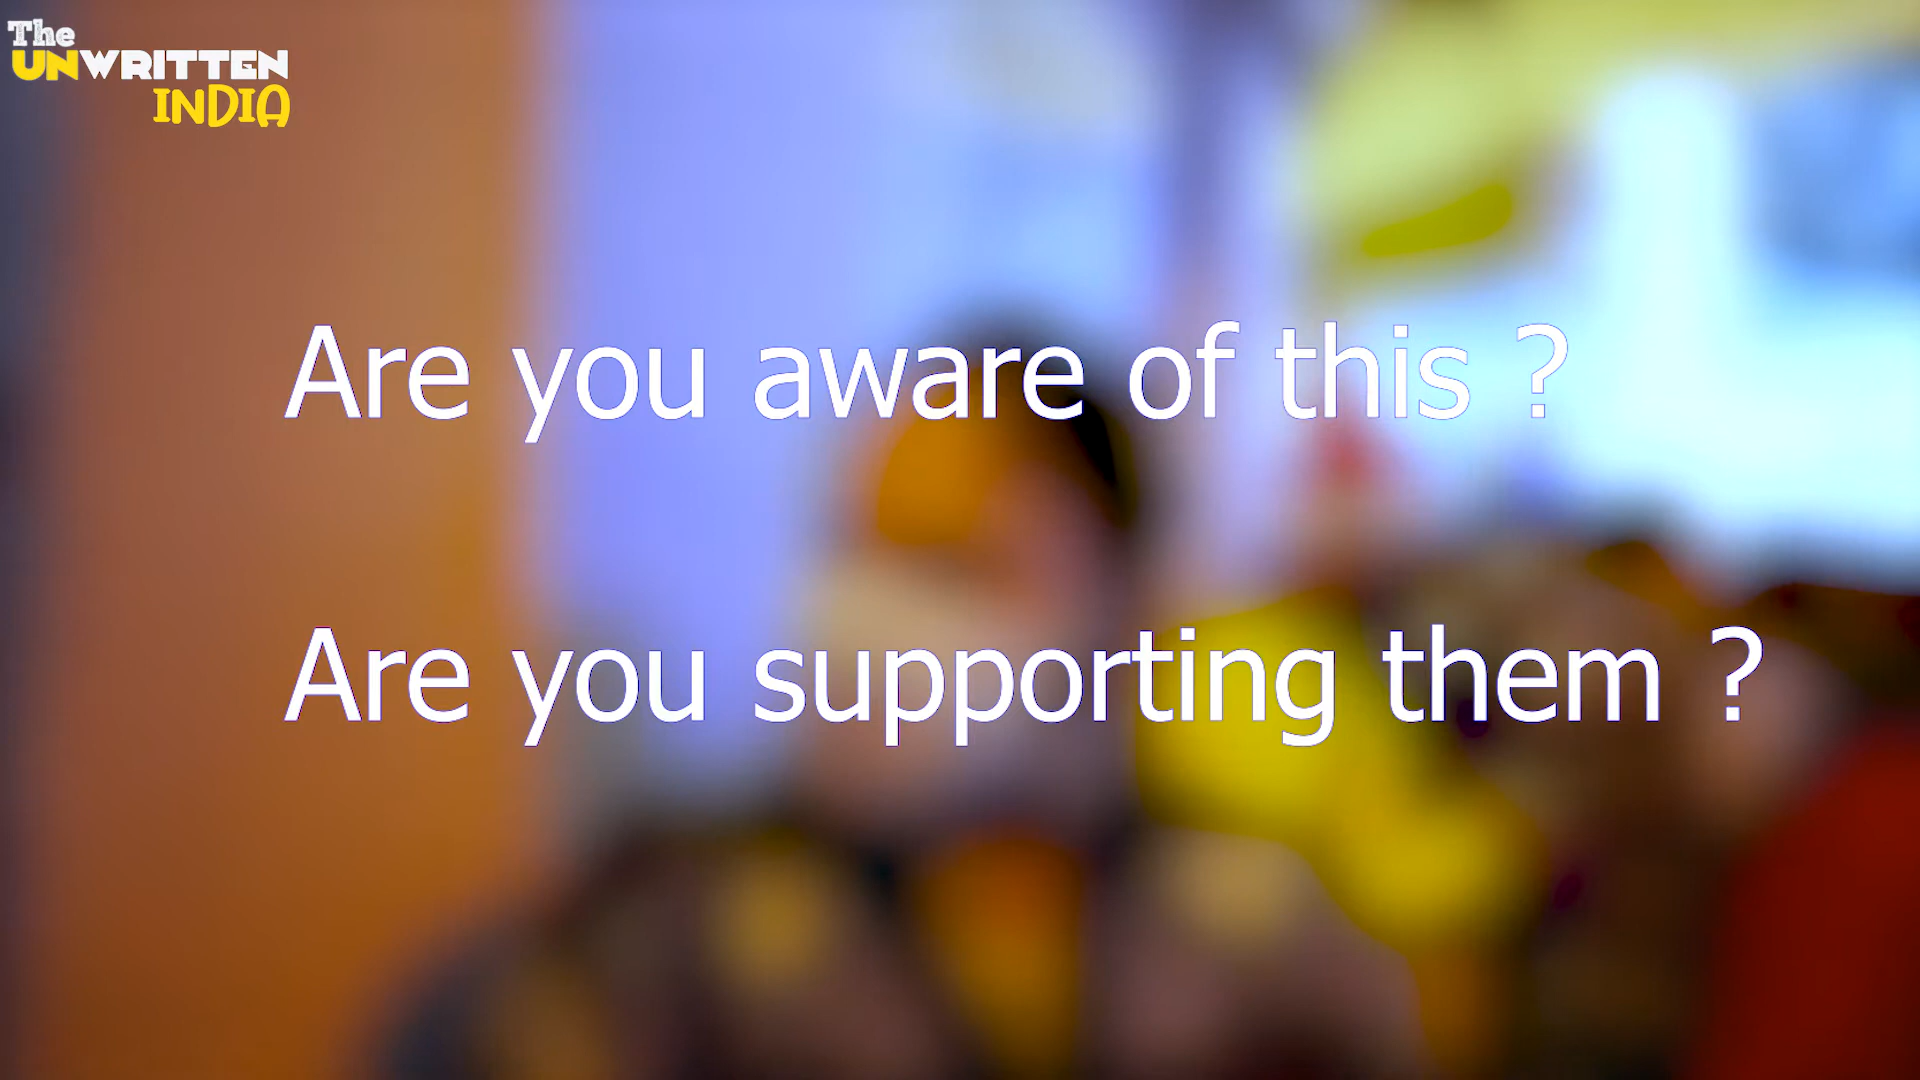 The
UNWRITTEN
INDIA
Are you aware of this ?
Are you supporting them ?